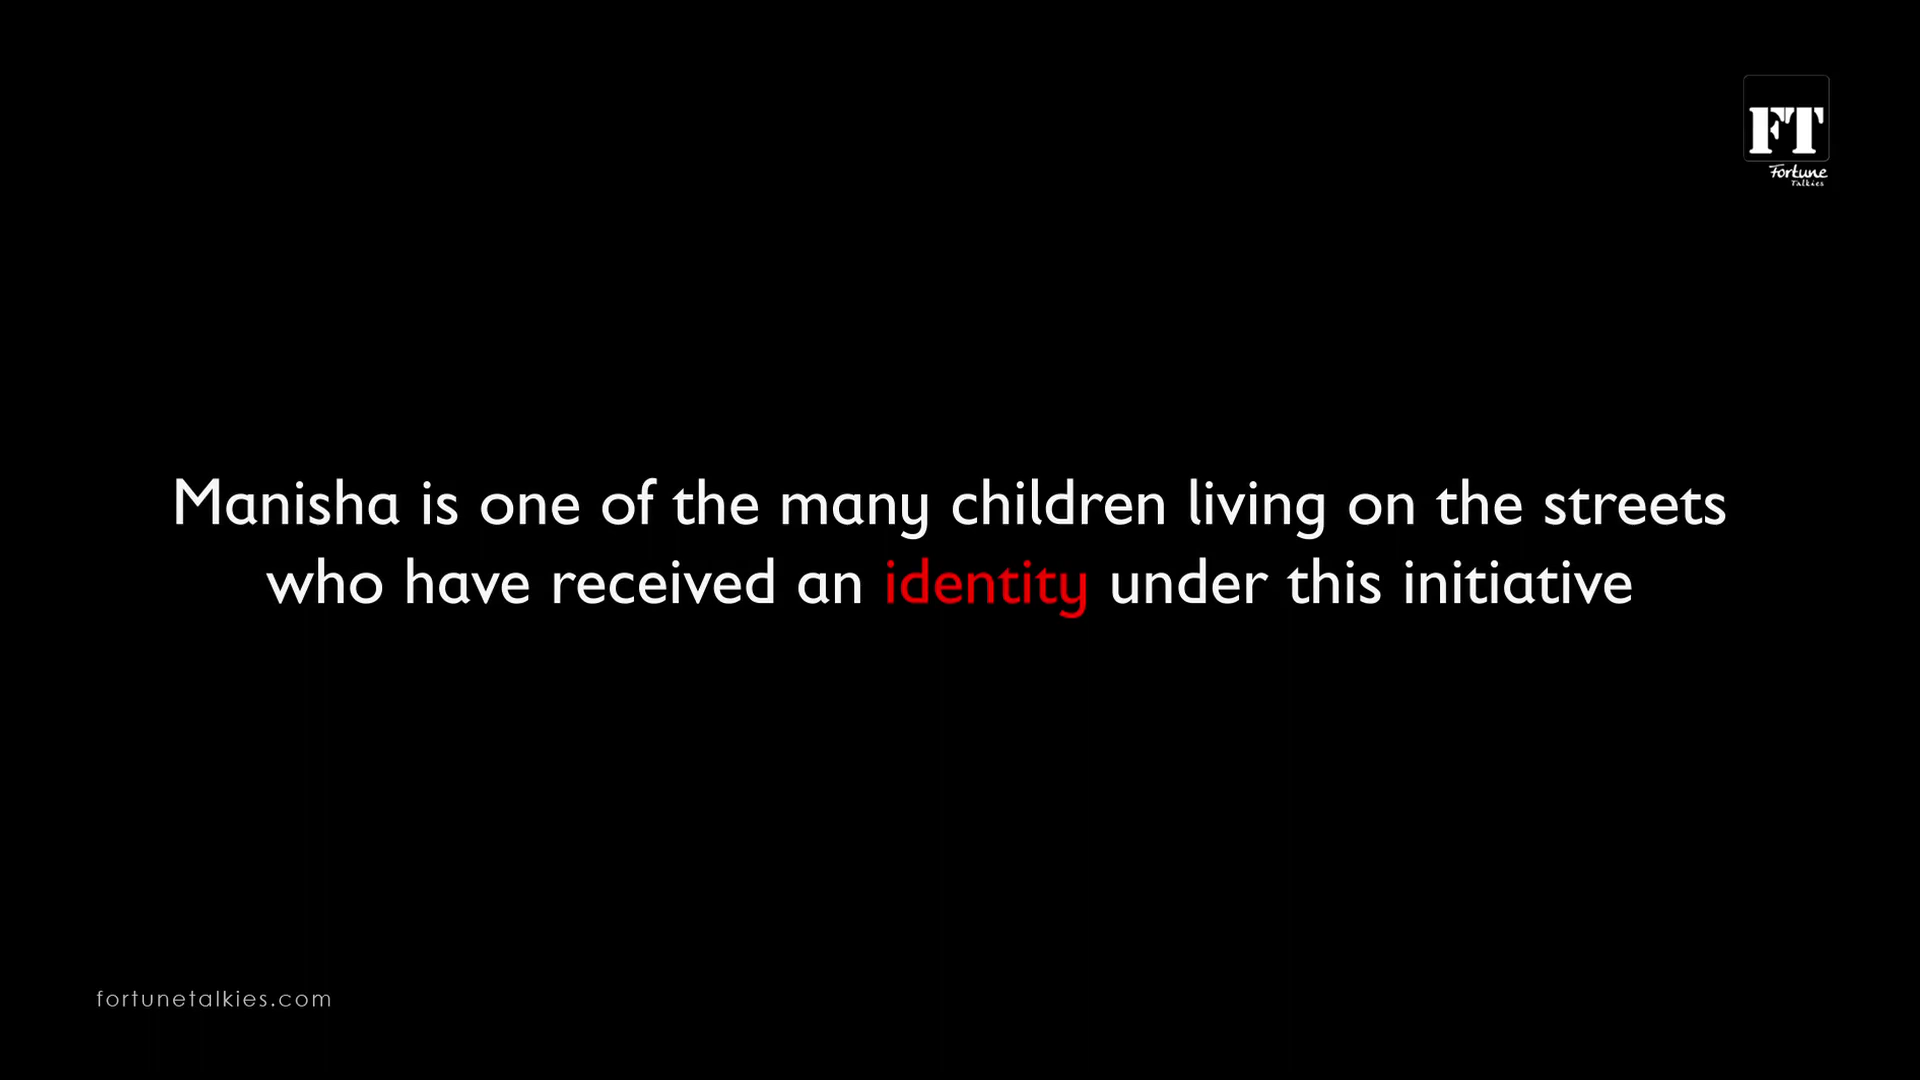 FT
Fortune
Talkies
Manisha is one of the many children living on the streets
who have received an identity under this initiative
fortunetalkies.com